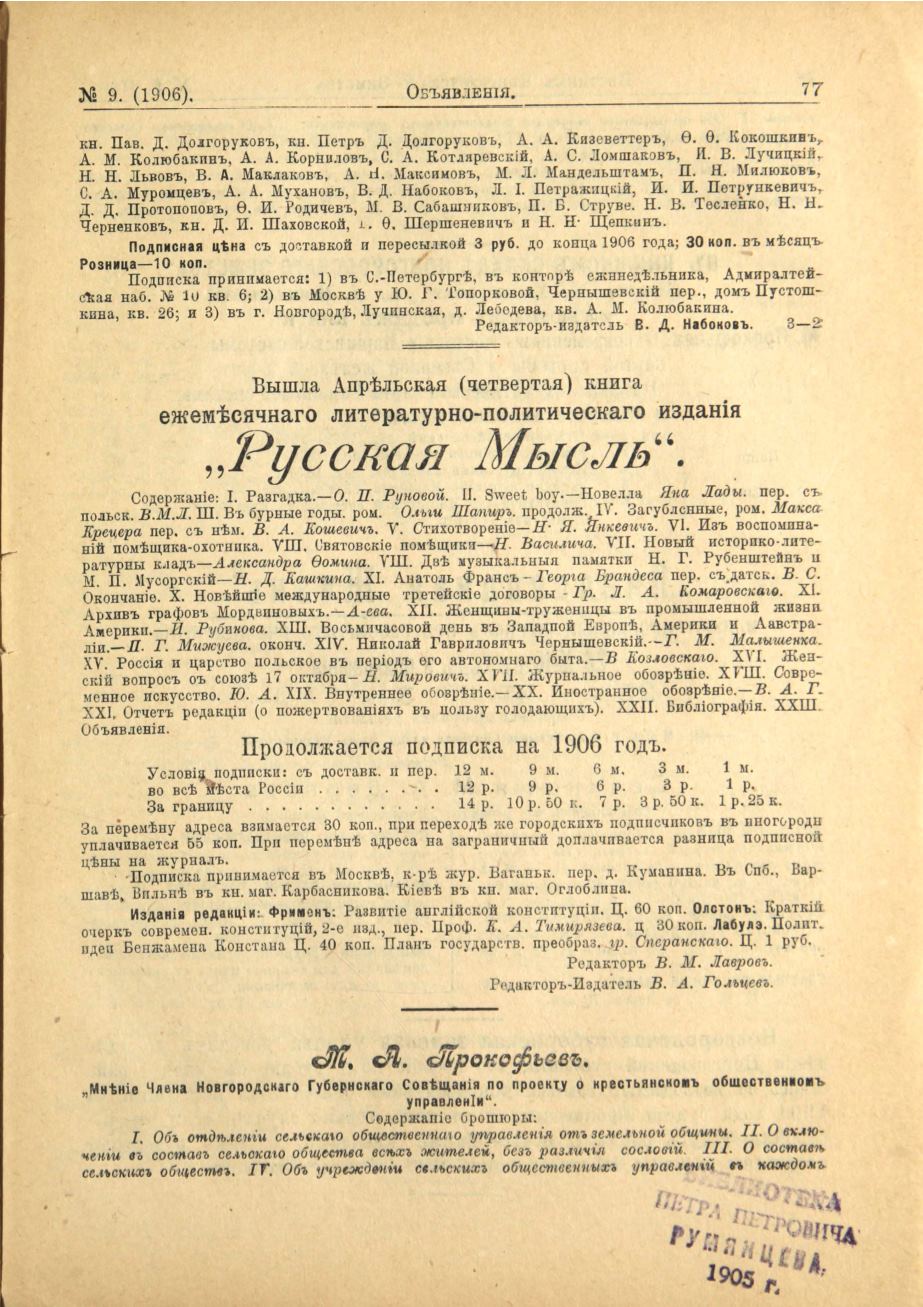 № 9. (1906).
Объявленія.
77
кн. Пав. Д. Долгоруковъ, кн. Петръ Д. Долгоруковъ, А. А. Кизеветтеръ, Ѳ. Ѳ. Кокошкинъ,
А. М. Колюбакинъ, А. А. Корниловъ, С. А. Котляревскій, А. С. Ломшаковъ, И. В. Лучицкій,
Н. Н. Львовъ, В. А. Маклаковъ, А. Н. Максимовъ, М. Л. Мандельштамъ, П. Н. Милюковъ,
С. А. Муромцевъ, А. А. Мухановъ, В. Д. Набоковъ, Л. І. Петражицкій, И. И. Петрункевичъ,
Д. Д. Протопоповъ, Ѳ. И. Родичевъ, М. В. Сабашниковъ, П. Б. Струве. Н. В. Тесленко, Н. Н.
Черненковъ, кн. Д. И. Шаховской, Г. Ѳ. Шершеневичъ и Н. Н. Щепкинъ.
Подписная цѣна съ доставкой и пересылкой 3 руб. до конца 1906 года; 30 коп. въ мѣсяцъ
Розница—10 коп.
Подписка принимается: 1) въ С.-Петербургѣ, въ конторѣ еженедѣльника, Адмиралтей-
ская наб. № 10 кв. 6; 2) въ Москвѣ у Ю. Г. Топорковой, Чернышевскій пер., домъ Пустош-
кина, кв. 26; и 3) въ г. Новгородѣ, Лучинская, д. Лебедева, кв. А. М. Колюбакина.
Редакторъ-издатель В. Д. Набоковъ. 3—2
Вышла Апрѣльская (четвертая) книга
ежемѣсячнаго литературно-политическаго изданія
„Русская Мысль“.
Содержаніе: I. Разгадка.—О. П. Руновой. II. Sweet boy.—Новелла Яна Лады. пер. съ
польск. В.М.Л. III. Въ бурные годы. ром. Ольги Шапиръ. продолж. IV. Загубленные, ром. Макса
Крецера пер. съ нѣм. В. А. Кошевичъ. V. Стихотвореніе—Н. Я. Янкевичъ. VI. Изъ воспомина-
ній помѣщика-охотника. VIII. Святовскіе помѣщики—Н. Василича. VII. Новый историко-лите-
ратурны кладъ—Александра Ѳомина. VIII. Двѣ музыкальныя памятки Н. Г. Рубенштейнъ и
М. П. Мусоргскій—Н. Д. Кашкина. XI. Анатоль Франсъ—Георга Брандеса пер. съ датск. В. С.
Окончаніе. X. Новѣйшіе международные третейскіе договоры - Гр. Л. А. Комаровскаго. XI.
Архивъ графовъ Мордвиновыхъ.—А-ева. XII. Женщины-труженицы въ промышленной жизни
Америки.—И. Рубинова. XIII. Восьмичасовой день въ Западной Европѣ, Америки и Аавстра-
ліи.—П. Г. Мижуева. оконч. XIV. Николай Гавриловичъ Чернышевскій.—Г. М. Малышенка.
XV. Россія и царство польское въ періодъ его автономнаго быта.—В Козловскаго. XVI. Жен-
скій вопросъ оъ союзѣ 17 октября—Н. Мировичъ. XVII. Журнальное обозрѣніе. XVIII. Совре-
менное искусство. Ю. А. XIX. Внутреннее обозрѣніе.—XX. Иностранное обозрѣніе.—В. А. Г.
XXI. Отчетъ редакціи (о пожертвованіяхъ въ пользу голодающихъ). XXII. Библіографія. XXIII.
Объявленія.
Продолжается подписка на 1906 годъ.
Условія подписки: съ доставк. и пер. 12 м. 9 м. 6 м. 3 м. 1 м.
во всѣ мѣста Россіи . . . . . . . . 12 р. 9 р. 6 р. 3 р. 1 р.
За границу . . . . . . . . . . . . 14 р. 10 р. 50 к. 7 р. 3 р. 50 к. 1 р. 25 к.
За перемѣну адреса взимается 30 коп., при переходѣ же городскихъ подписчиковъ въ иногородн
уплачивается 55 коп. При перемѣнѣ адреса на заграничный доплачивается разница подписной
цѣны на журналъ.
Подписка принимается въ Москвѣ, к-рѣ жур. Ваганьк. пер. д. Куманина. Въ Спб., Вар-
шавѣ, Вильнѣ въ кн. маг. Карбасникова. Кіевѣ въ кн. маг. Оглоблина.
Изданія редакціи: Фрименъ: Развитіе англійской конституціи. Ц. 60 коп. Олстонъ: Краткій
очеркъ современ. конституцій, 2-е изд., пер. Проф. К. А. Тимирязева. ц 30 коп. Лабулэ. Полит.
идеи Бенжамена Констана Ц. 40 коп. Планъ государств. преобраз. гр. Сперанскаго. Ц. 1 руб.
Редакторъ В. М. Лавровъ.
Редакторъ-Издатель В. А. Гольцевъ.
М. А. Прокофьевъ.
„Мнѣніе Члена Новгородскаго Губернскаго Совѣщанія по проекту о крестьянскомъ общественномъ
управленіи“.
Содержаніе брошюры:
I. Объ отдѣленіи сельскаго общественнаго управленія отъ земельной общины. II. О вклю-
ченіи въ составъ сельскаго общества всѣхъ жителей, безъ различія сословій. III. О составѣ
сельскихъ обществъ. IV. Объ учрежденіи сельскихъ общественныхъ управленій въ каждомъ
БИБЛІОТЕКА
ПЕТРА ПЕТРОВИЧА
РУМЯНЦЕВА.
1905 г.